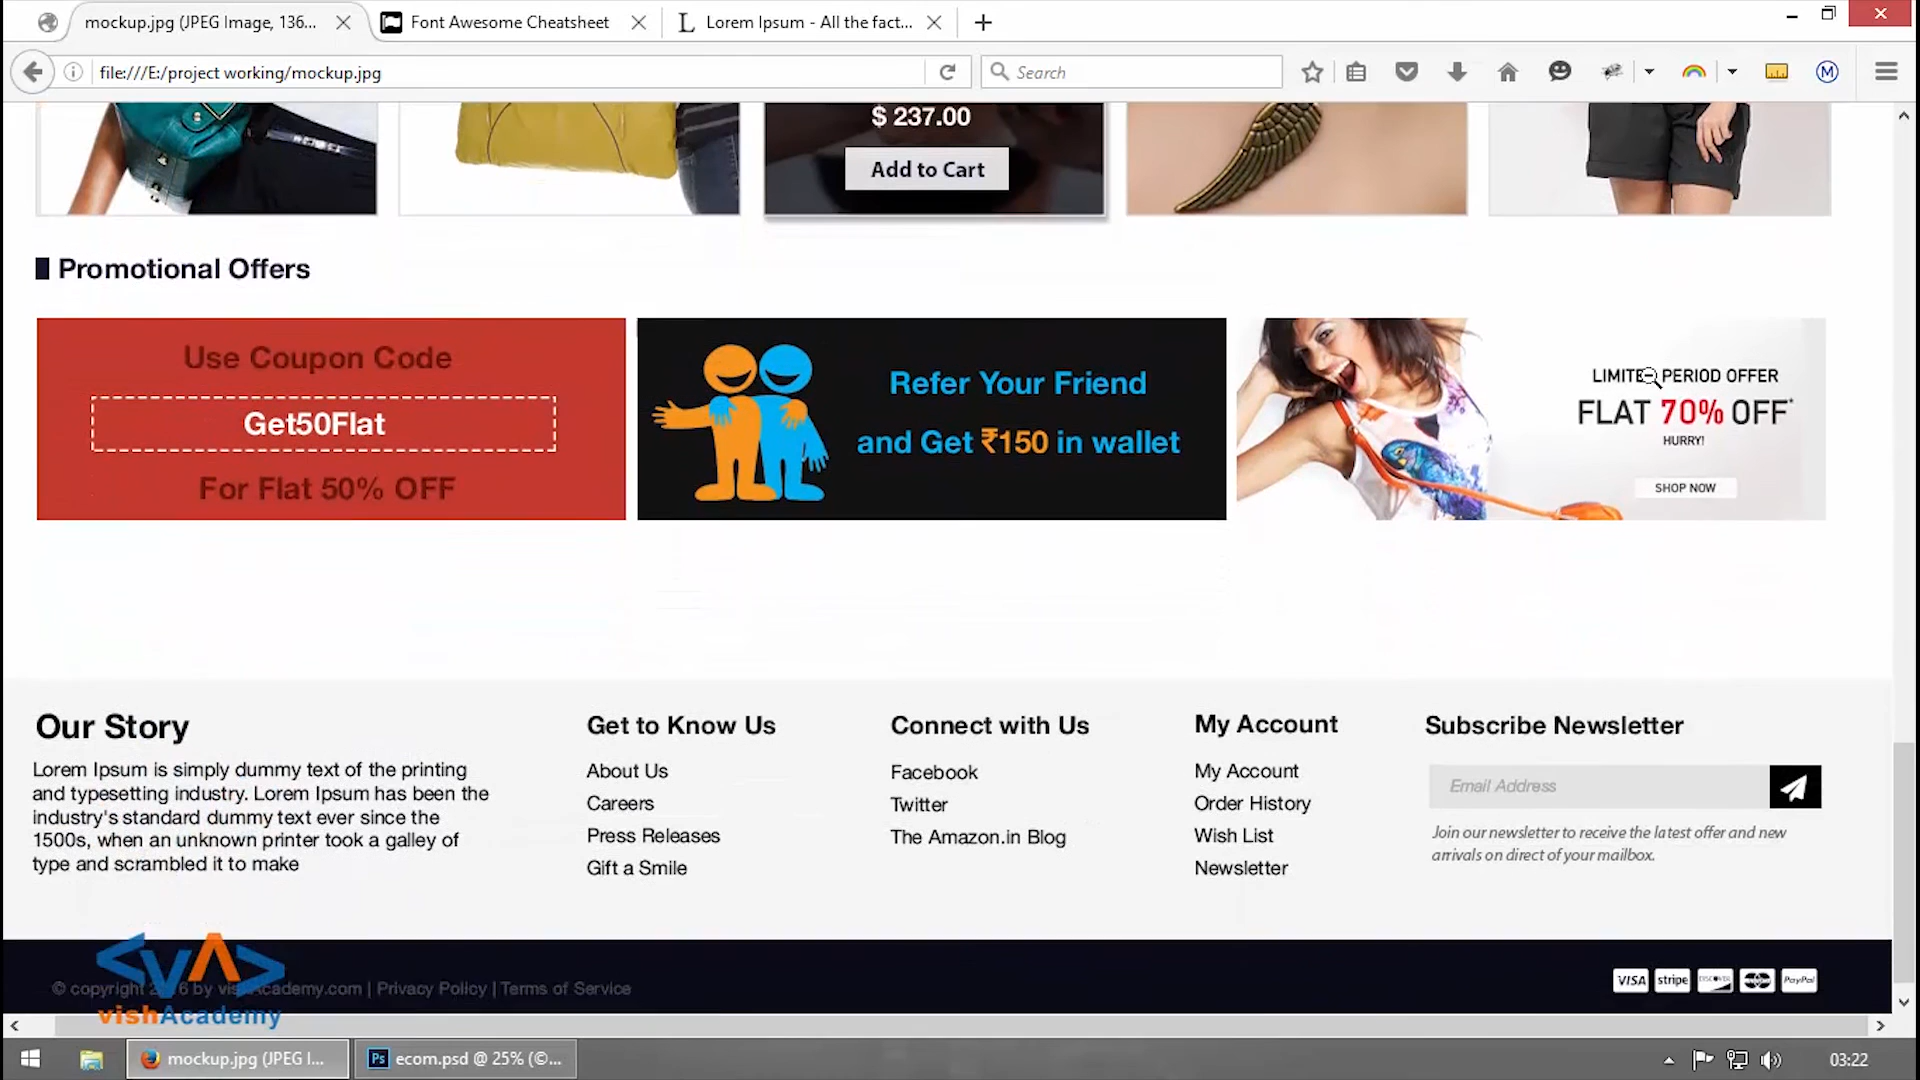 mockup.jpg (JPEG Image, 136...
Font Awesome Cheatsheet
Lorem Ipsum - All the fact...
file:///E:/project working/mockup.jpg
Search
$ 237.00
Add to Cart
Promotional Offers
Use Coupon Code
Get50Flat
For Flat 50% OFF
Refer Your Friend
and Get ₹150 in wallet
PERIOD OFFER
FLAT 70% OFF*
HURRY!
SHOP NOW
Our Story
Lorem Ipsum is simply dummy text of the printing
and typesetting industry. Lorem Ipsum has been the
industry's standard dummy text ever since the
1500s, when an unknown printer took a galley of
type and scrambled it to make
Get to Know Us
About Us
Careers
Press Releases
Gift a Smile
Connect with Us
Facebook
Twitter
The Amazon.in Blog
My Account
My Account
Order History
Wish List
Newsletter
Subscribe Newsletter
Email Address
Join our newsletter to receive the latest offer and new
arrivals on direct of your mailbox.
© copyright by vishAcademy.com | Privacy Policy | Terms of Service
VISA stripe DISCOVER PayPal
vishAcademy
mockup.jpg (JPEG I...
Ps ecom.psd @ 25% (©...
03:22